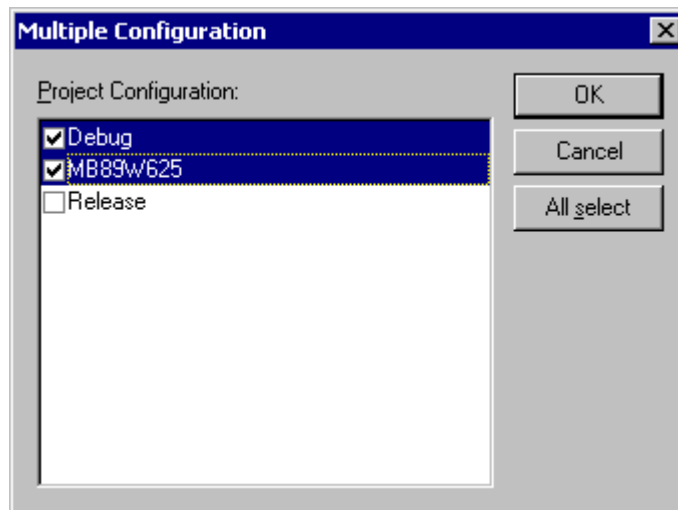 Multiple Configuration
Project Configuration:
Debug
MB89W625
Release
OK
Cancel
All select